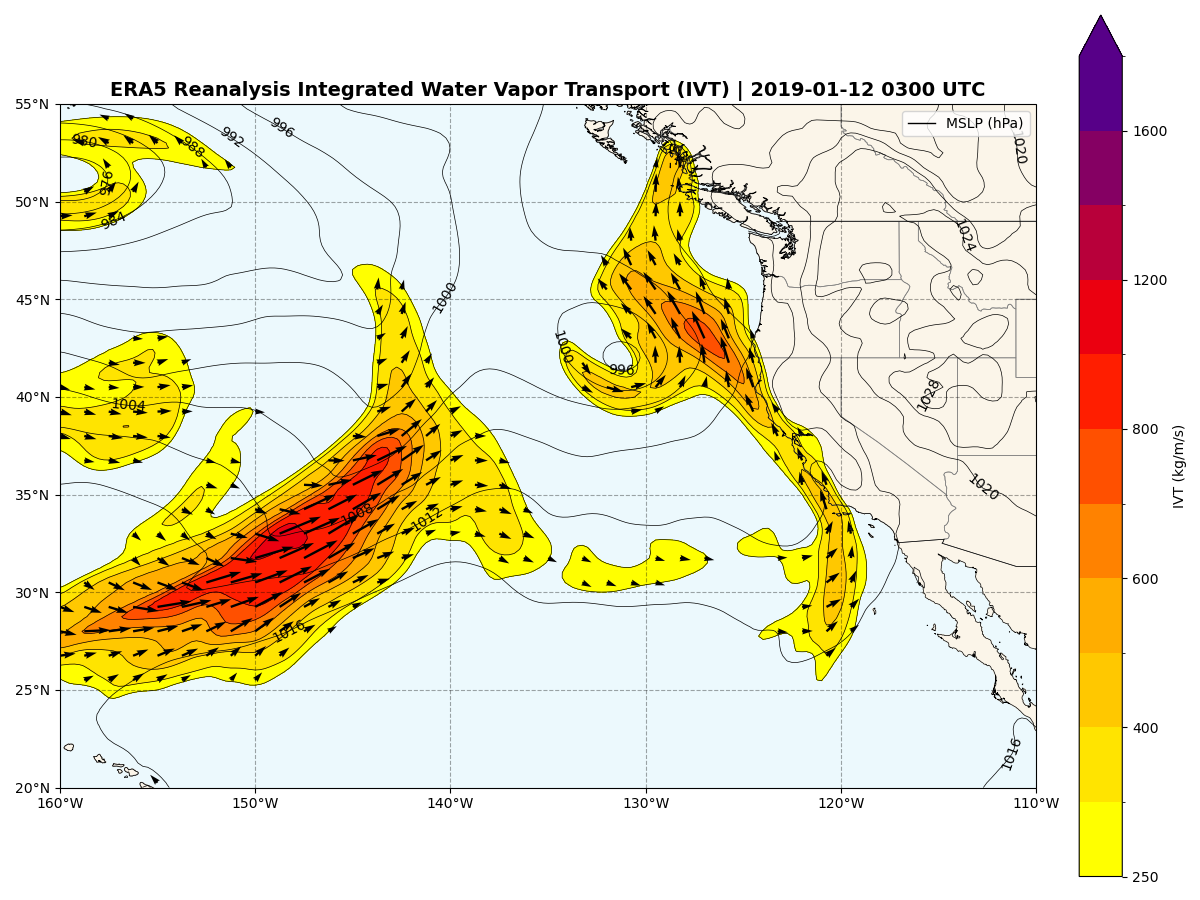 ERA5 Reanalysis Integrated Water Vapor Transport (IVT) | 2019-01-12 0300 UTC
MSLP (hPa)
55°N
50°N
45°N
40°N
35°N
30°N
25°N
20°N
160°W
150°W
140°W
130°W
120°W
110°W
980
988
992
996
976
984
1000
1000
996
1004
1008
1012
1016
1020
1024
1028
1020
1016
1600
1200
800
600
400
250
IVT (kg/m/s)